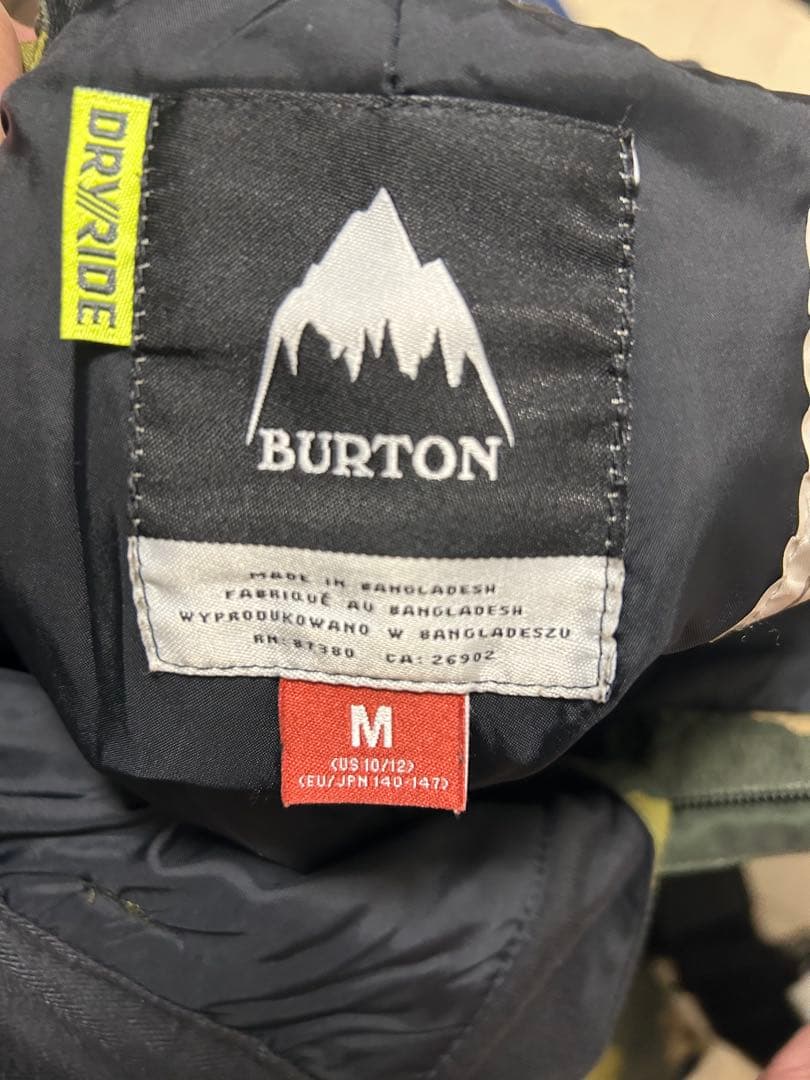 DRY//RIDE
BURTON
MADE IN BANGLADESH
FABRIQUÉ AU BANGLADESH
WYPRODUKOWANO W BANGLADESZU
RN: 87380 CA: 26902
M
(US 10/12)
(EU/JPN 140-147)